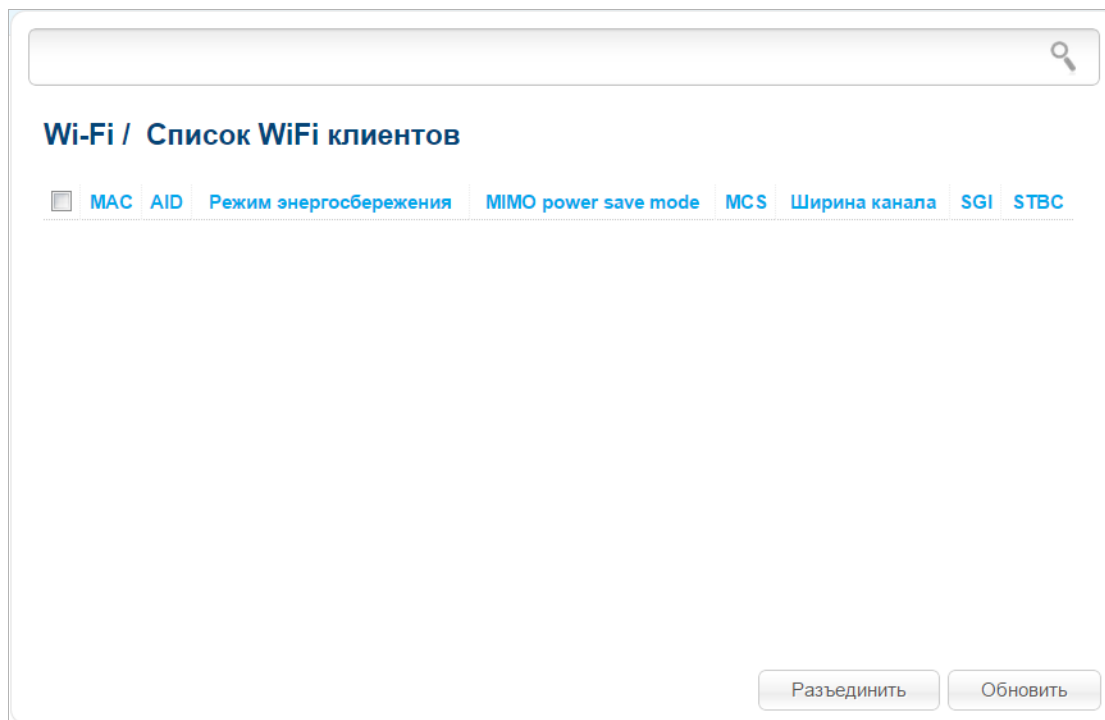 Wi-Fi / Список WiFi клиентов
MAC AID Режим энергосбережения MIMO power save mode MCS Ширина канала SGI STBC
Разъединить Обновить